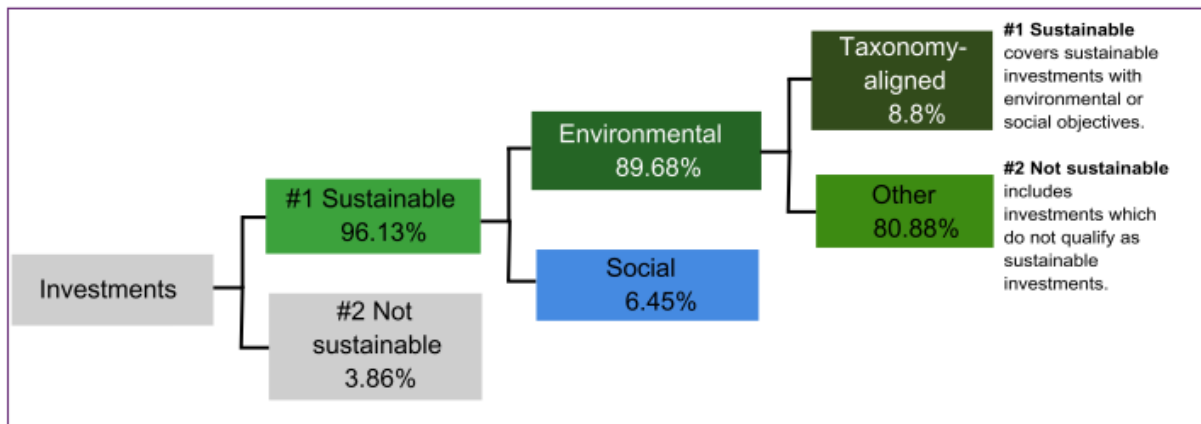 Investments
#1 Sustainable
96.13%
#2 Not
sustainable
3.86%
Environmental
89.68%
Social
6.45%
Taxonomy-
aligned
8.8%
Other
80.88%
#1 Sustainable
covers sustainable
investments with
environmental or
social objectives.
#2 Not sustainable
includes
investments which
do not qualify as
sustainable
investments.